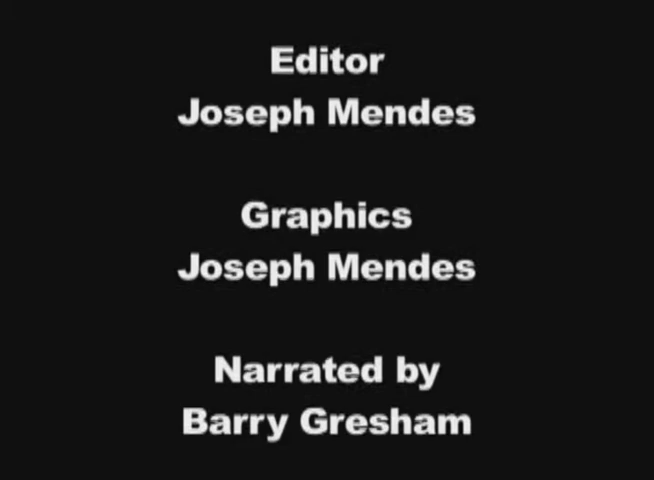 Editor
Joseph Mendes
Graphics
Joseph Mendes
Narrated by
Barry Gresham